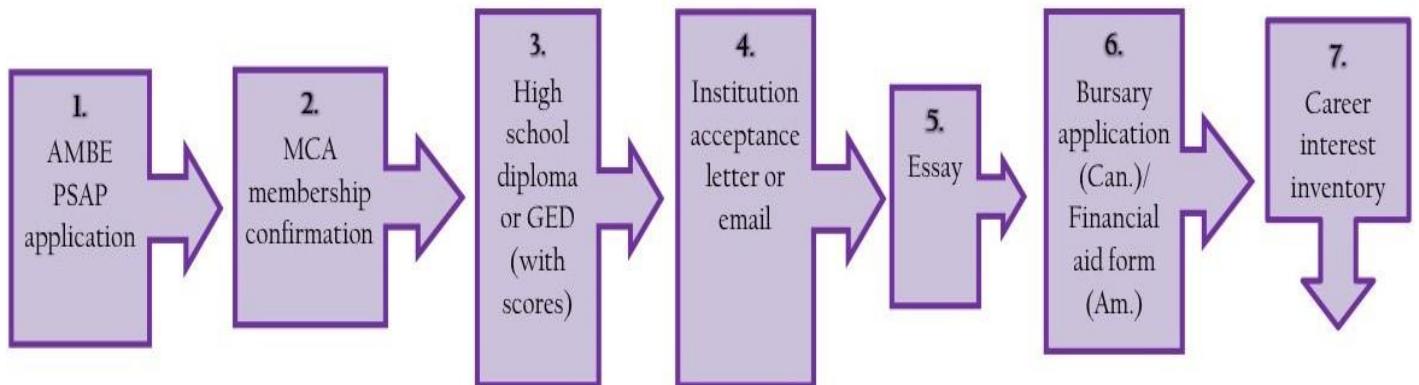 1.
AMBE
PSAP
application
2.
MCA
membership
confirmation
3.
High
school
diploma
or GED
(with
scores)
4.
Institution
acceptance
letter or
email
5.
Essay
6.
Bursary
application
(Can.)/
Financial
aid form
(Am.)
7.
Career
interest
inventory